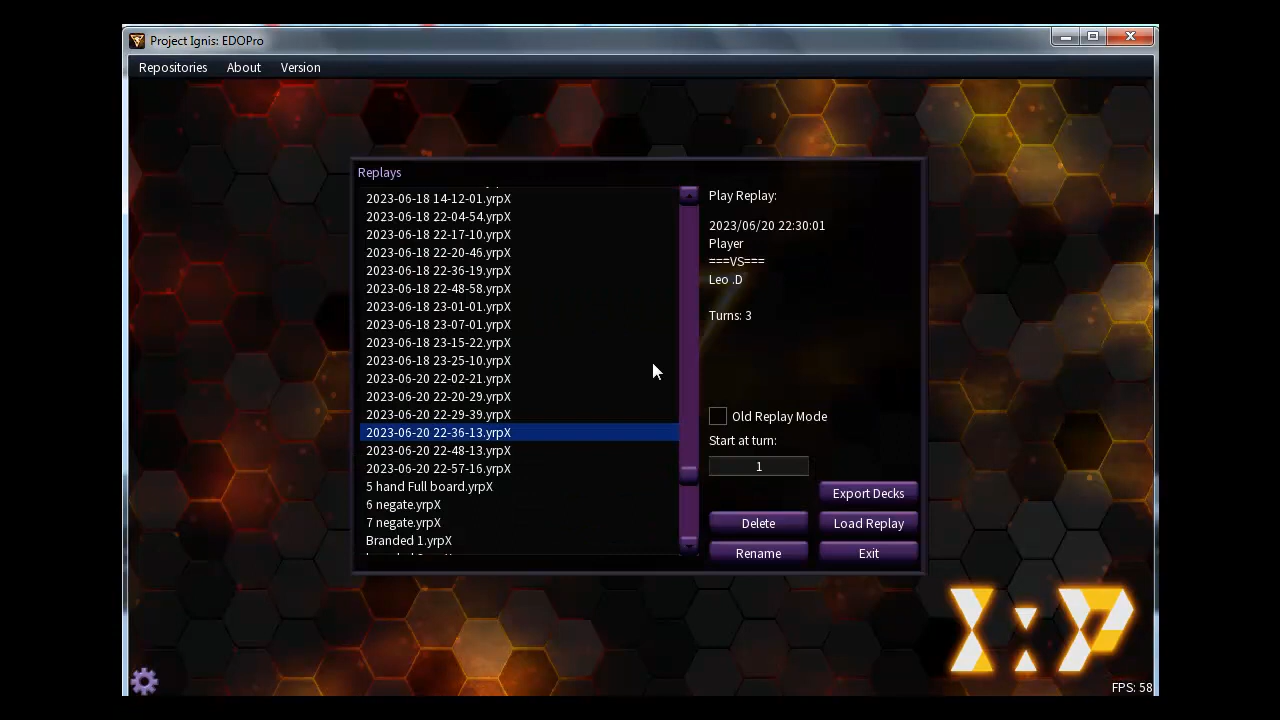 Project Ignis: EDOPro
Repositories About Version
Replays
2023-06-18 14-12-01.yrpX
2023-06-18 22-04-54.yrpX
2023-06-18 22-17-10.yrpX
2023-06-18 22-20-46.yrpX
2023-06-18 22-36-19.yrpX
2023-06-18 22-48-58.yrpX
2023-06-18 23-01-01.yrpX
2023-06-18 23-07-01.yrpX
2023-06-18 23-15-22.yrpX
2023-06-18 23-25-10.yrpX
2023-06-20 22-02-21.yrpX
2023-06-20 22-20-29.yrpX
2023-06-20 22-29-39.yrpX
2023-06-20 22-36-13.yrpX
2023-06-20 22-48-13.yrpX
2023-06-20 22-57-16.yrpX
5 hand Full board.yrpX
6 negate.yrpX
7 negate.yrpX
Branded 1.yrpX
Play Replay:
2023/06/20 22:30:01
Player
===VS===
Leo .D
Turns: 3
Old Replay Mode
Start at turn:
1
Export Decks
Delete Load Replay
Rename Exit
X:P
FPS: 58